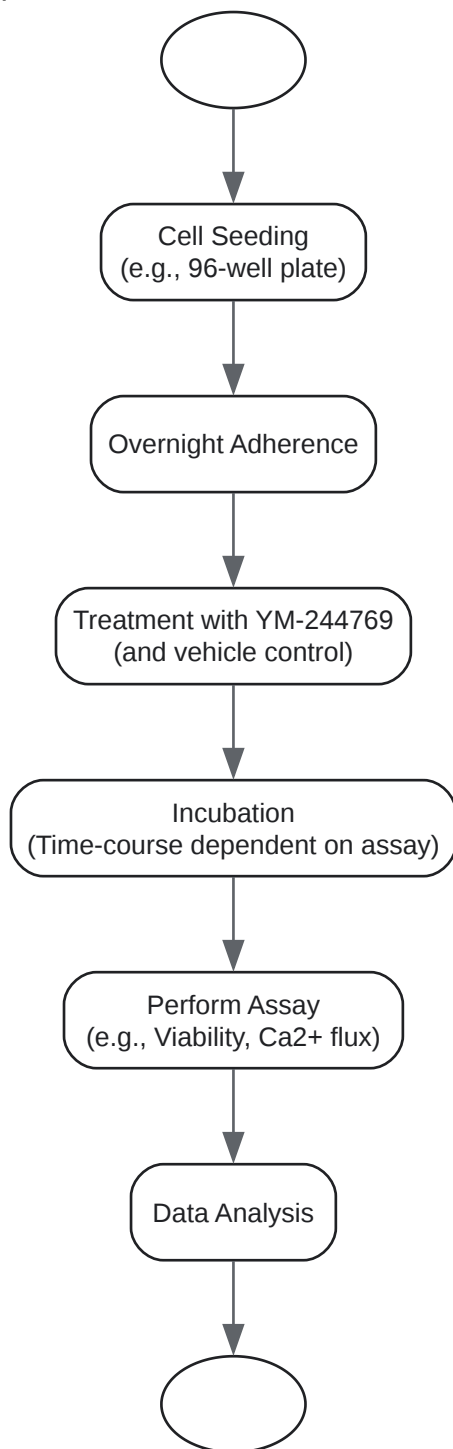 Cell Seeding
(e.g., 96-well plate)
Overnight Adherence
Treatment with YM-244769
(and vehicle control)
Incubation
(Time-course dependent on assay)
Perform Assay
(e.g., Viability, Ca2+ flux)
Data Analysis